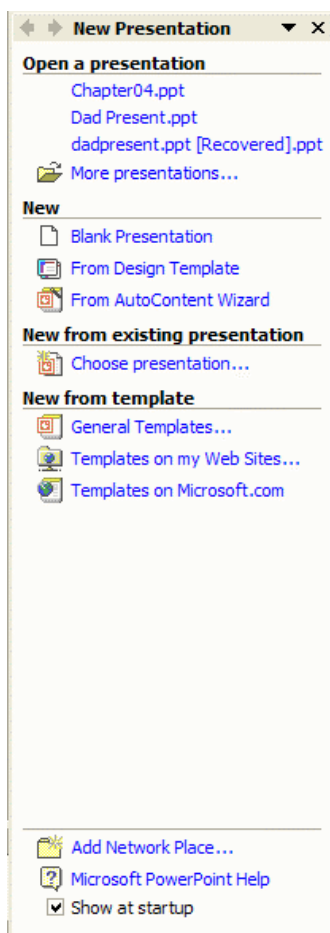 New Presentation
Open a presentation
Chapter04.ppt
Dad Present.ppt
dadpresent.ppt [Recovered].ppt
More presentations...
New
Blank Presentation
From Design Template
From AutoContent Wizard
New from existing presentation
Choose presentation...
New from template
General Templates...
Templates on my Web Sites...
Templates on Microsoft.com
Add Network Place...
Microsoft PowerPoint Help
Show at startup